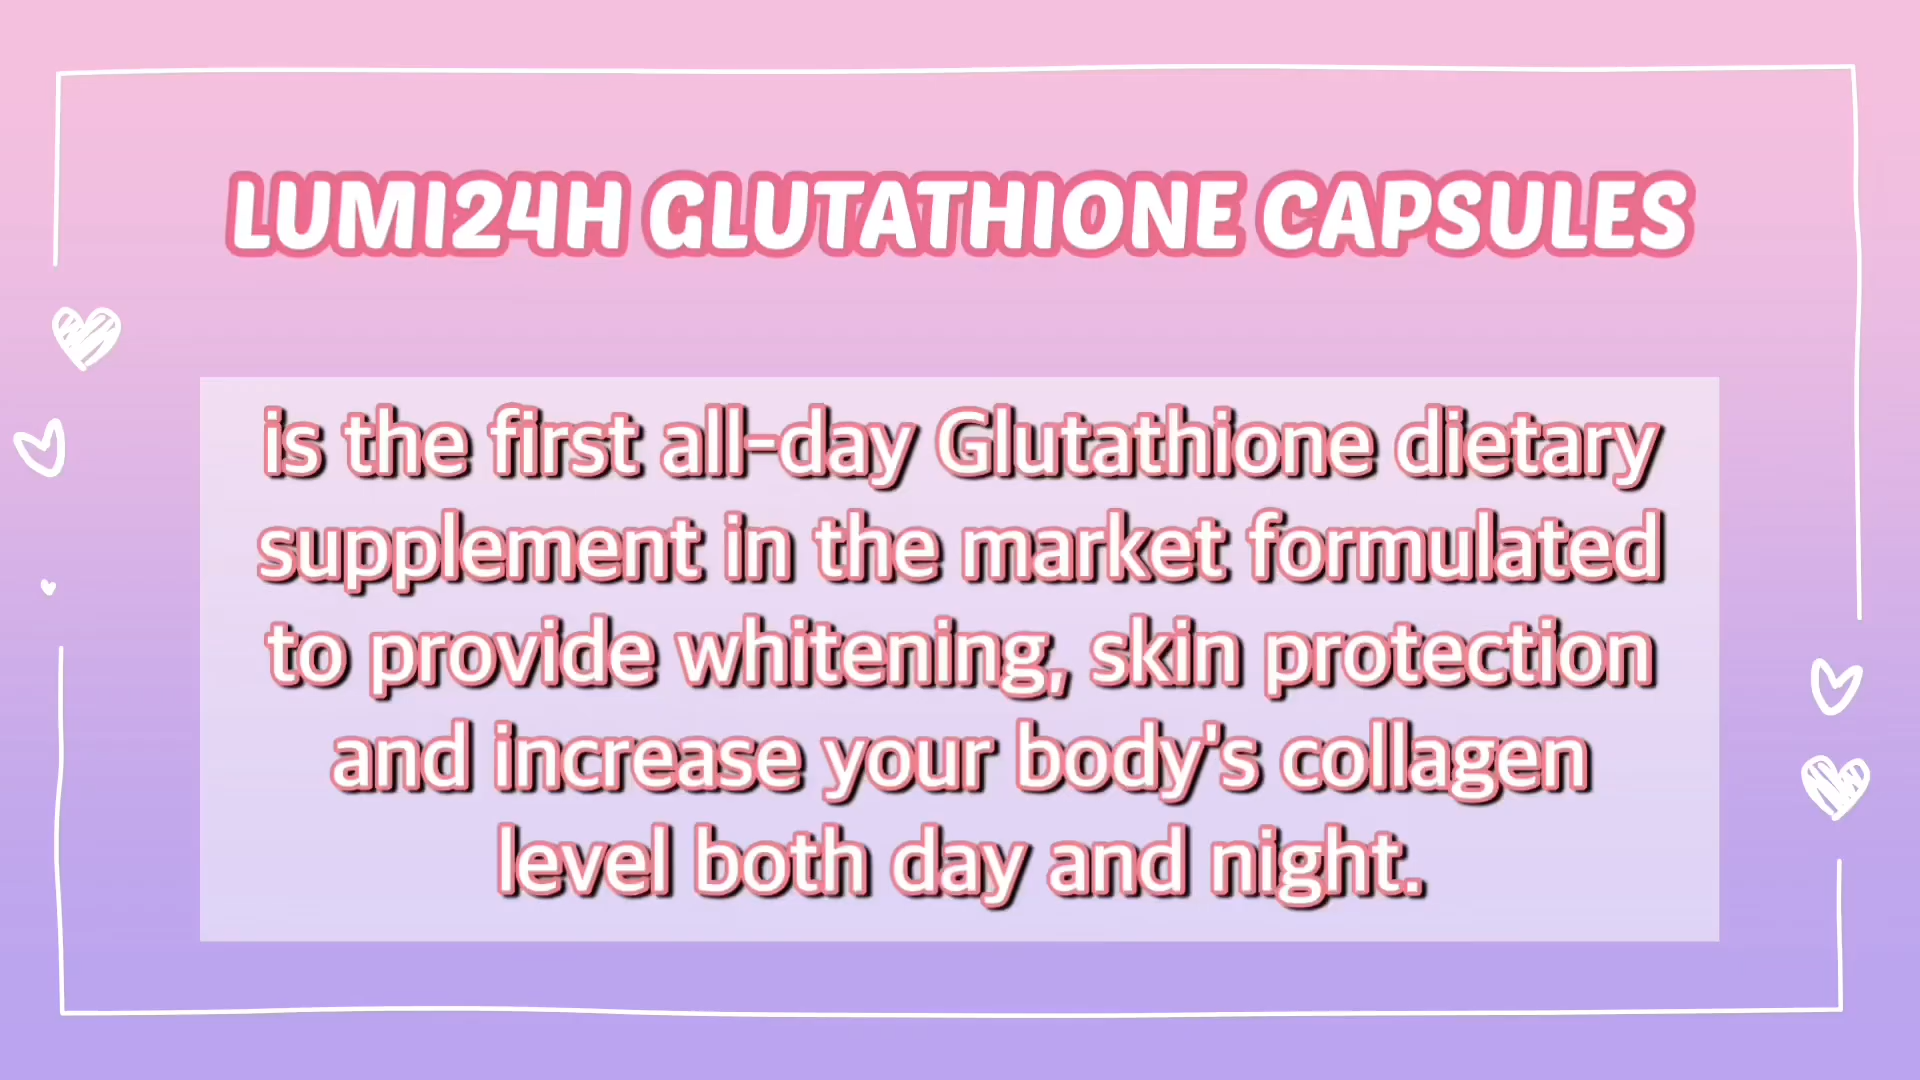 LUMI24H GLUTATHIONE CAPSULES
is the first all-day Glutathione dietary
supplement in the market formulated
to provide whitening, skin protection
and increase your body's collagen
level both day and night.